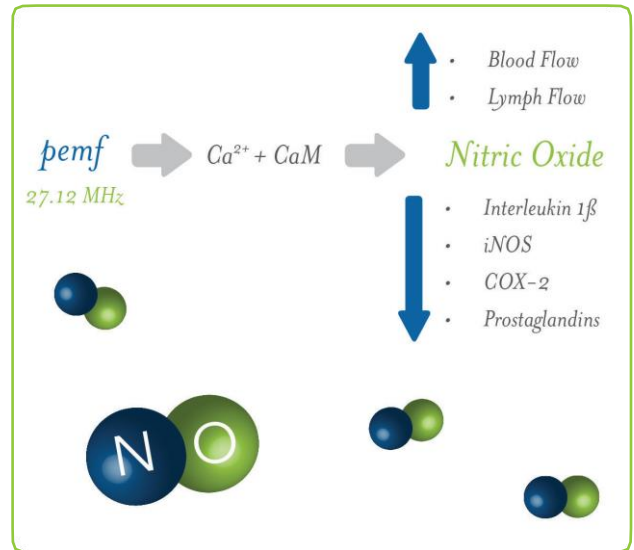 • Blood Flow
• Lymph Flow
pemf
27.12 MHz
Ca²⁺ + CaM
Nitric Oxide
• Interleukin 1ß
• iNOS
• COX-2
• Prostaglandins
N O